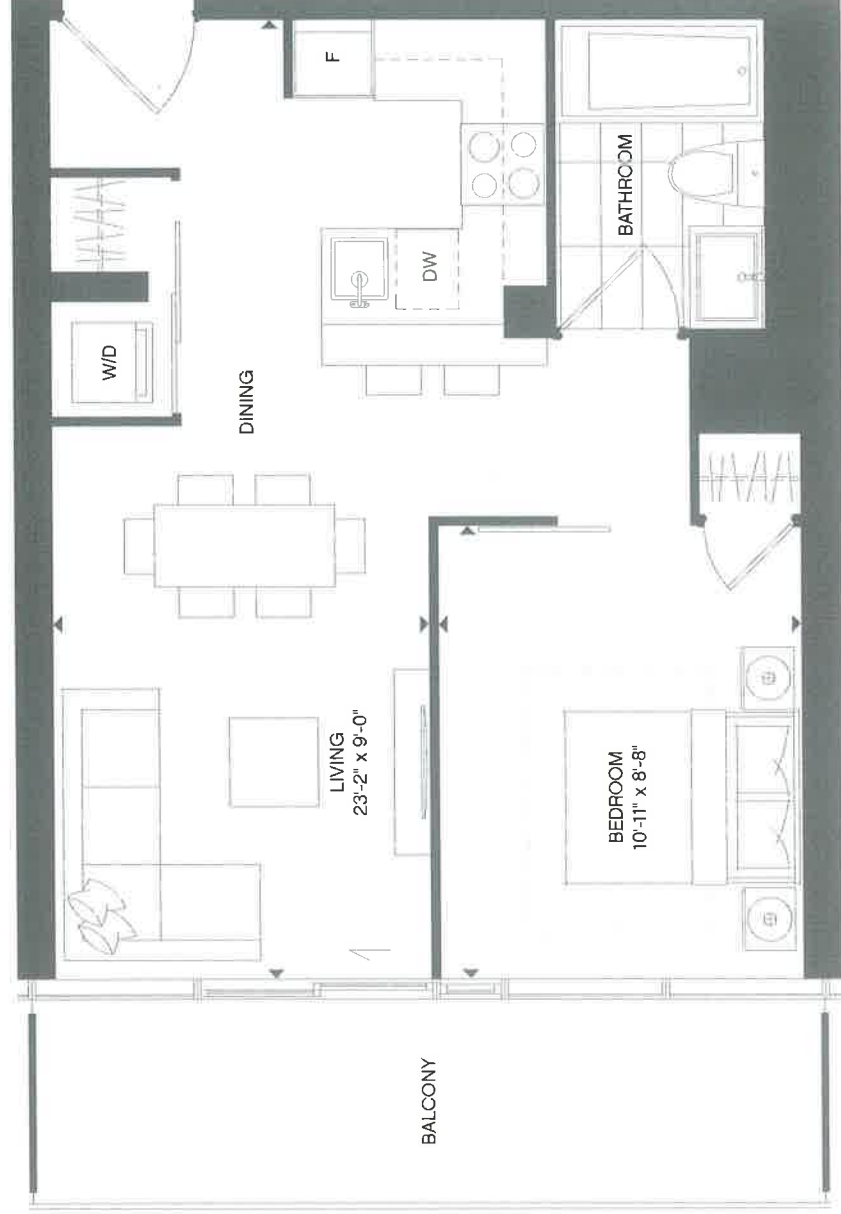 F
BATHROOM
DW
W/D
DINING
LIVING
23'-2" x 9'-0"
BEDROOM
10'-11" x 8'-8"
BALCONY